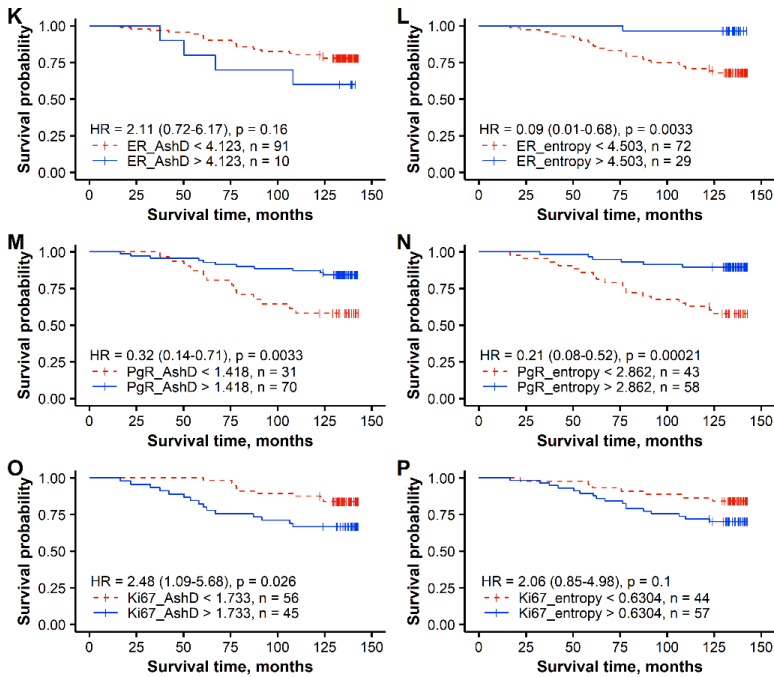 K
Survival probability
1.00
0.75
0.50
0.25
0.00
HR = 2.11 (0.72-6.17), p = 0.16
ER_AshD < 4.123, n = 91
ER_AshD > 4.123, n = 10
0 25 50 75 100 125 150
Survival time, months
L
Survival probability
1.00
0.75
0.50
0.25
0.00
HR = 0.09 (0.01-0.68), p = 0.0033
ER_entropy < 4.503, n = 72
ER_entropy > 4.503, n = 29
0 25 50 75 100 125 150
Survival time, months
M
Survival probability
1.00
0.75
0.50
0.25
0.00
HR = 0.32 (0.14-0.71), p = 0.0033
PgR_AshD < 1.418, n = 31
PgR_AshD > 1.418, n = 70
0 25 50 75 100 125 150
Survival time, months
N
Survival probability
1.00
0.75
0.50
0.25
0.00
HR = 0.21 (0.08-0.52), p = 0.00021
PgR_entropy < 2.862, n = 43
PgR_entropy > 2.862, n = 58
0 25 50 75 100 125 150
Survival time, months
O
Survival probability
1.00
0.75
0.50
0.25
0.00
HR = 2.48 (1.09-5.68), p = 0.026
Ki67_AshD < 1.733, n = 56
Ki67_AshD > 1.733, n = 45
0 25 50 75 100 125 150
Survival time, months
P
Survival probability
1.00
0.75
0.50
0.25
0.00
HR = 2.06 (0.85-4.98), p = 0.1
Ki67_entropy < 0.6304, n = 44
Ki67_entropy > 0.6304, n = 57
0 25 50 75 100 125 150
Survival time, months